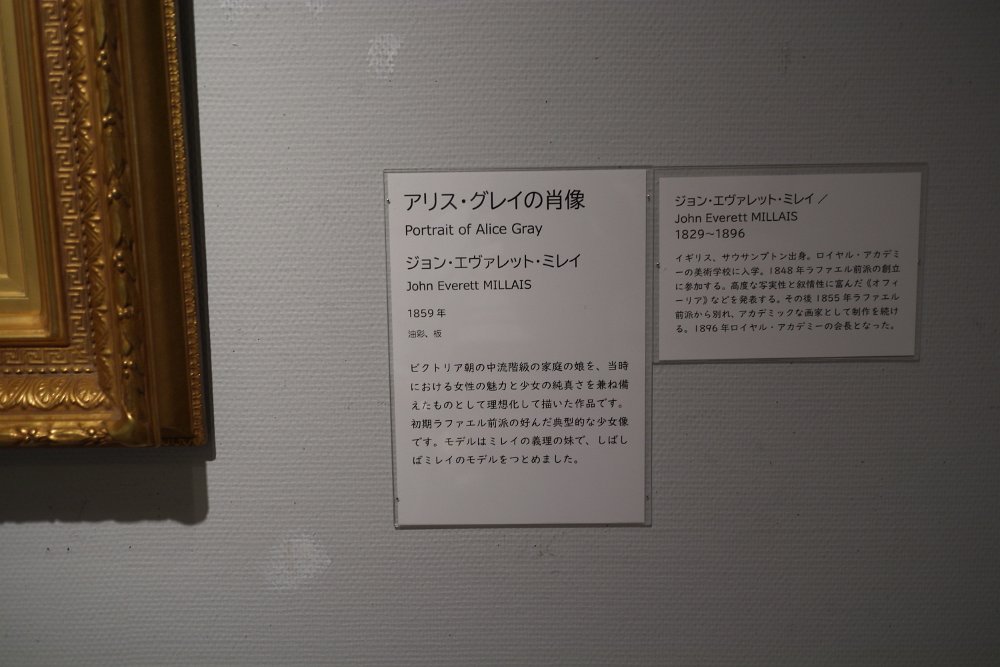 アリス・グレイの肖像
Portrait of Alice Gray
ジョン・エヴァレット・ミレイ
John Everett MILLAIS
1859年
油彩、板
ビクトリア朝の中流階級の家庭の娘を、当時
における女性の魅力と少女の純真さを兼ね備
えたものとして理想化して描いた作品です。
初期ラファエル前派の好んだ典型的な少女像
です。モデルはミレイの義理の妹で、しばし
ばミレイのモデルをつとめました。
ジョン・エヴァレット・ミレイ／
John Everett MILLAIS
1829〜1896
イギリス、サウサンプトン出身。ロイヤル・アカデミ
ーの美術学校に入学。1848年ラファエル前派の創立
に参加する。高度な写実性と叙情性に富んだ《オフィ
ーリア》などを発表する。その後1855年ラファエル
前派から別れ、アカデミックな画家として制作を続け
る。1896年ロイヤル・アカデミーの会長となった。